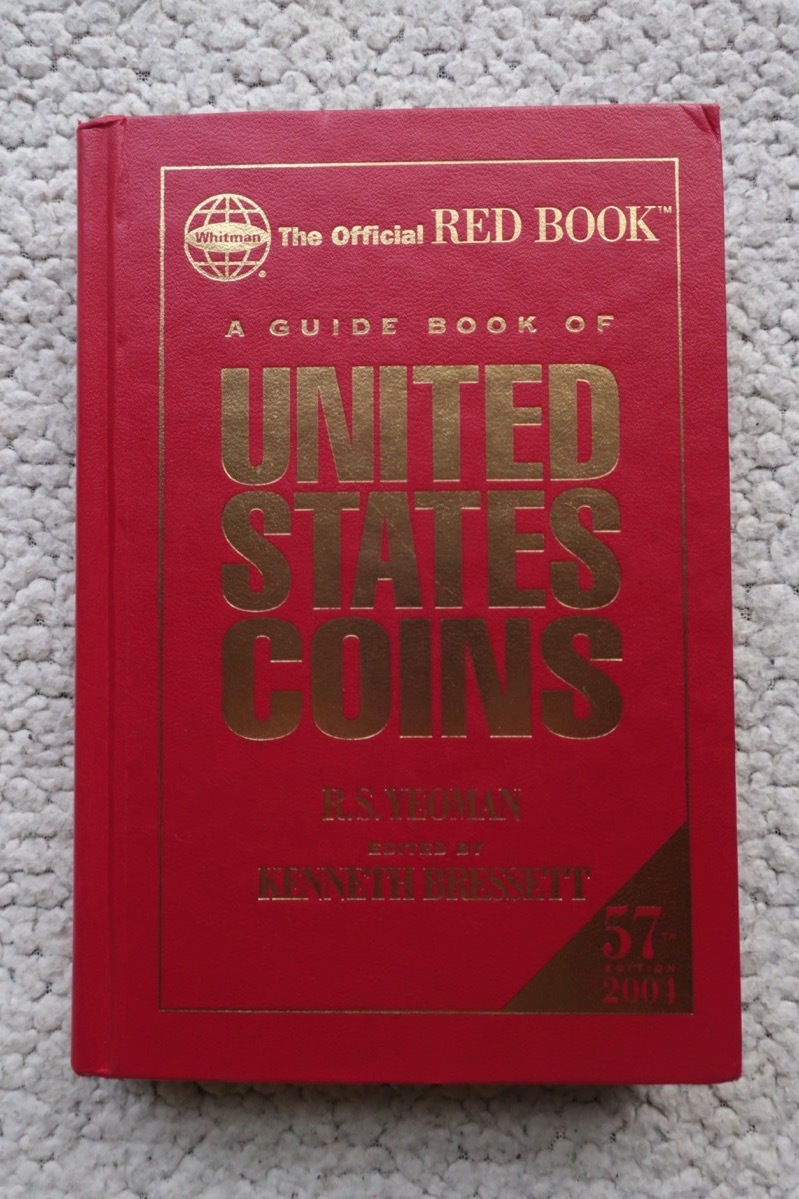 Whitman®
The Official RED BOOK™
A GUIDE BOOK OF
UNITED
STATES
COINS
R.S. YEOMAN
EDITED BY
KENNETH BRESSETT
57TH
EDITION
2004